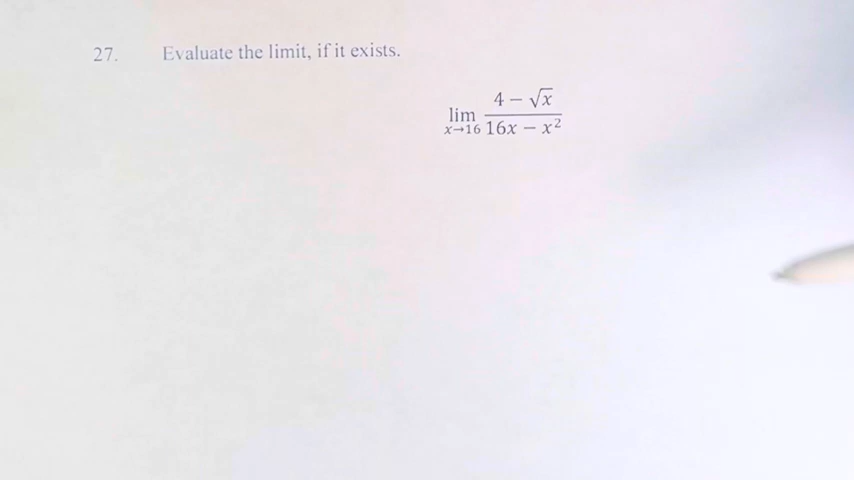 27. Evaluate the limit, if it exists.
lim x→16 (4 − √x) / (16x − x²)